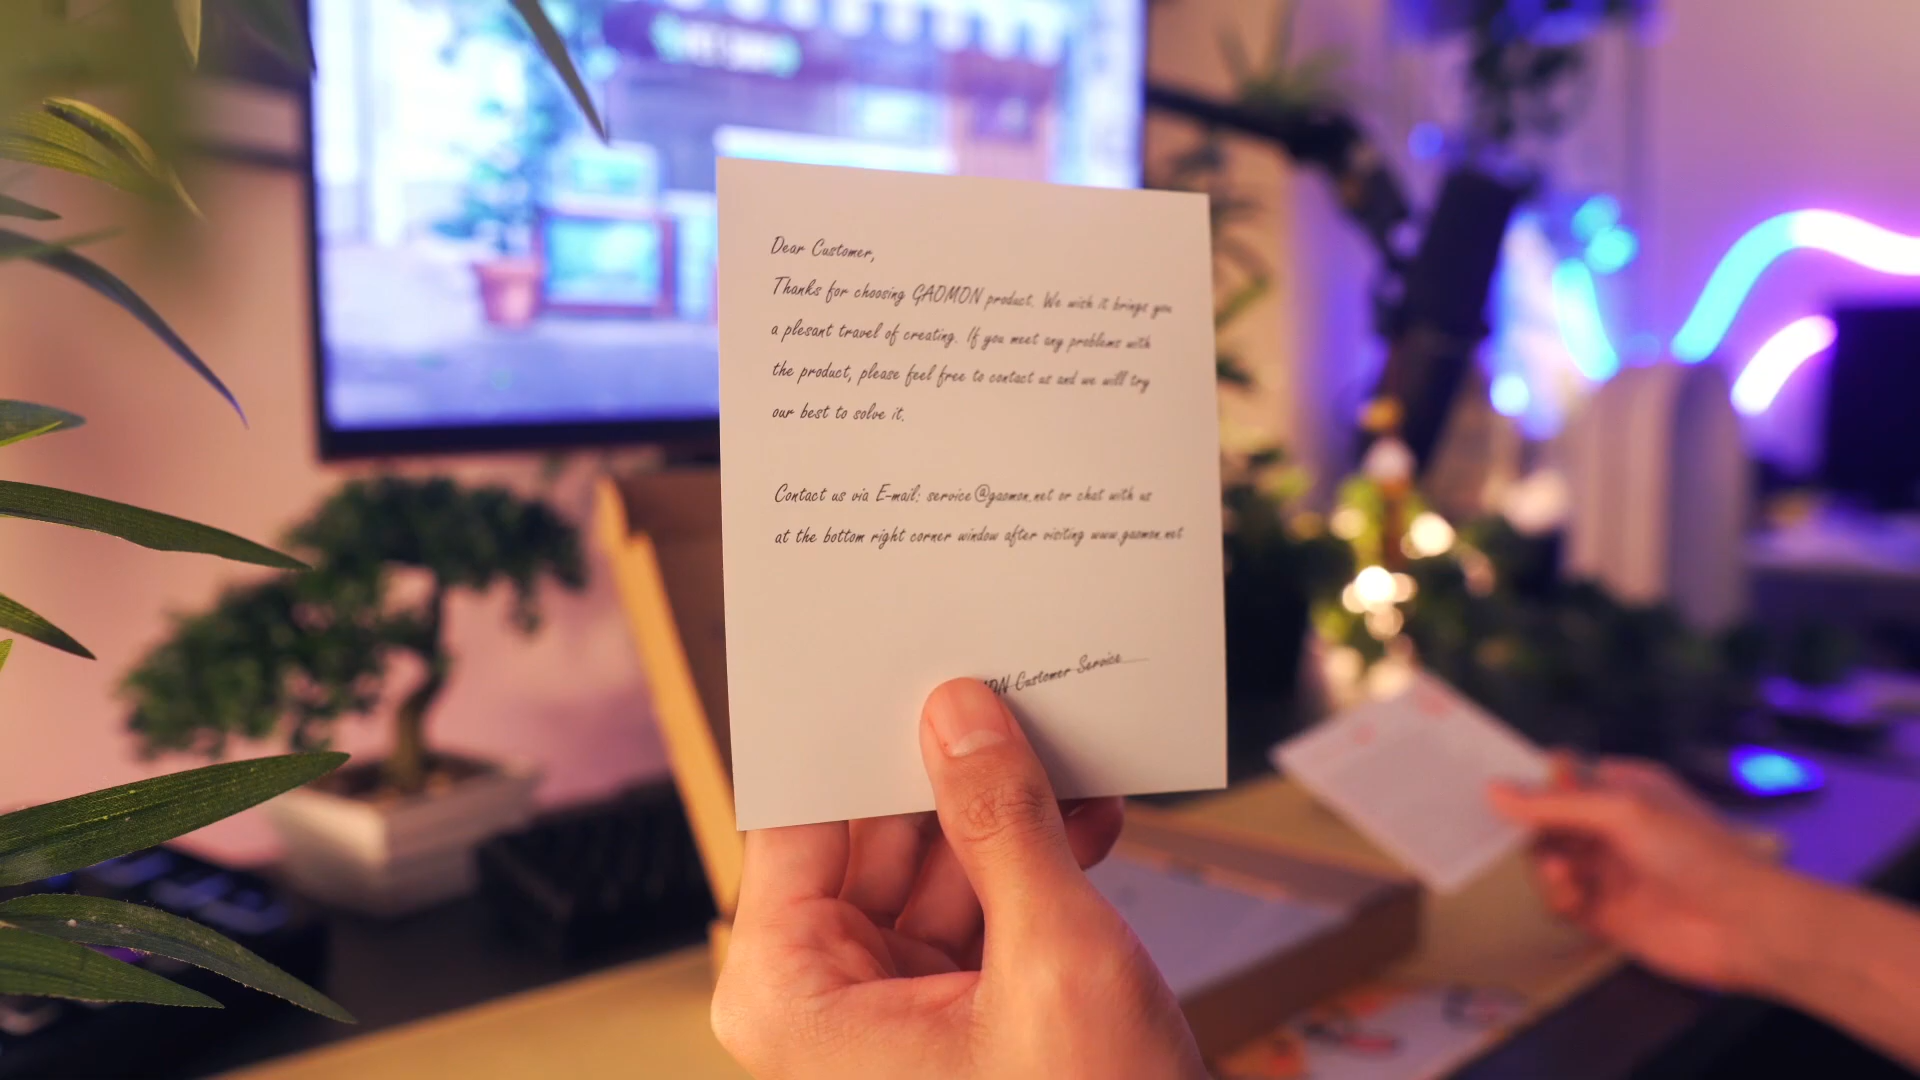 Dear Customer,
Thanks for choosing GAOMON product. We wish it brings you
a plesant travel of creating. If you meet any problems with
the product, please feel free to contact us and we will try
our best to solve it.
Contact us via E-mail: service@gaomon.net or chat with us
at the bottom right corner window after visiting www.gaomon.net
Customer Service